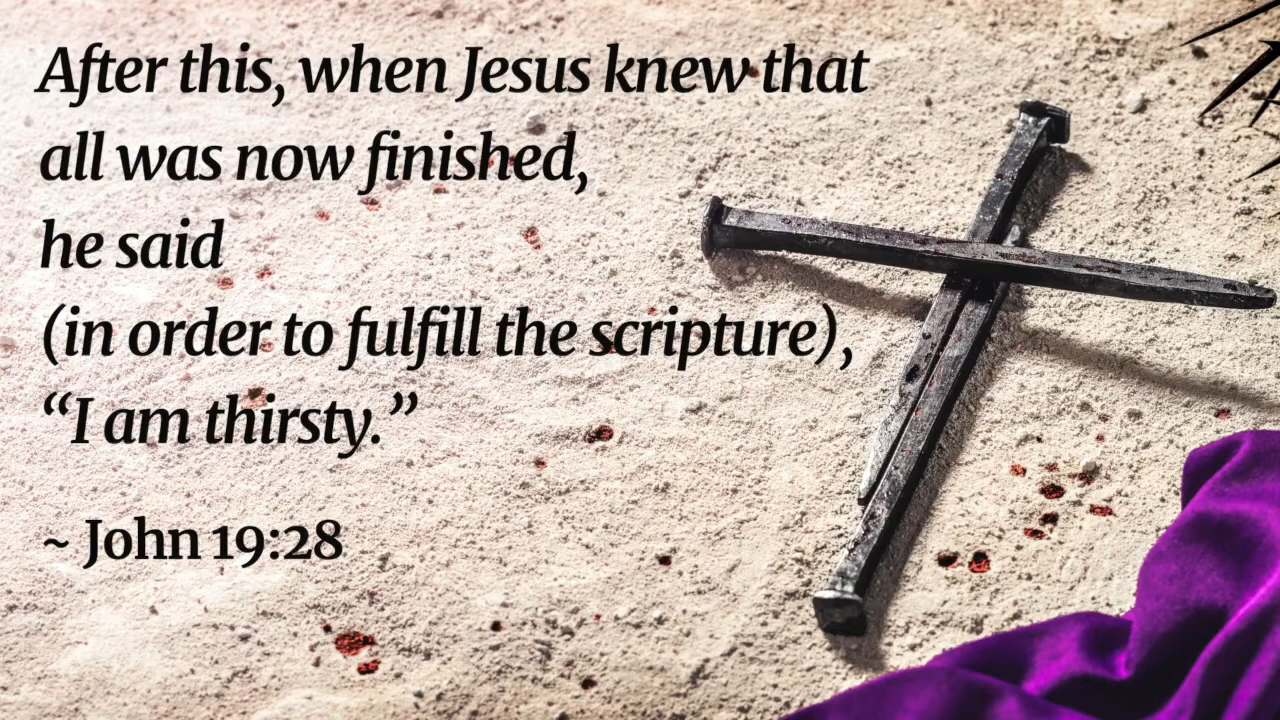 After this, when Jesus knew that
all was now finished,
he said
(in order to fulfill the scripture),
“I am thirsty.”
~ John 19:28